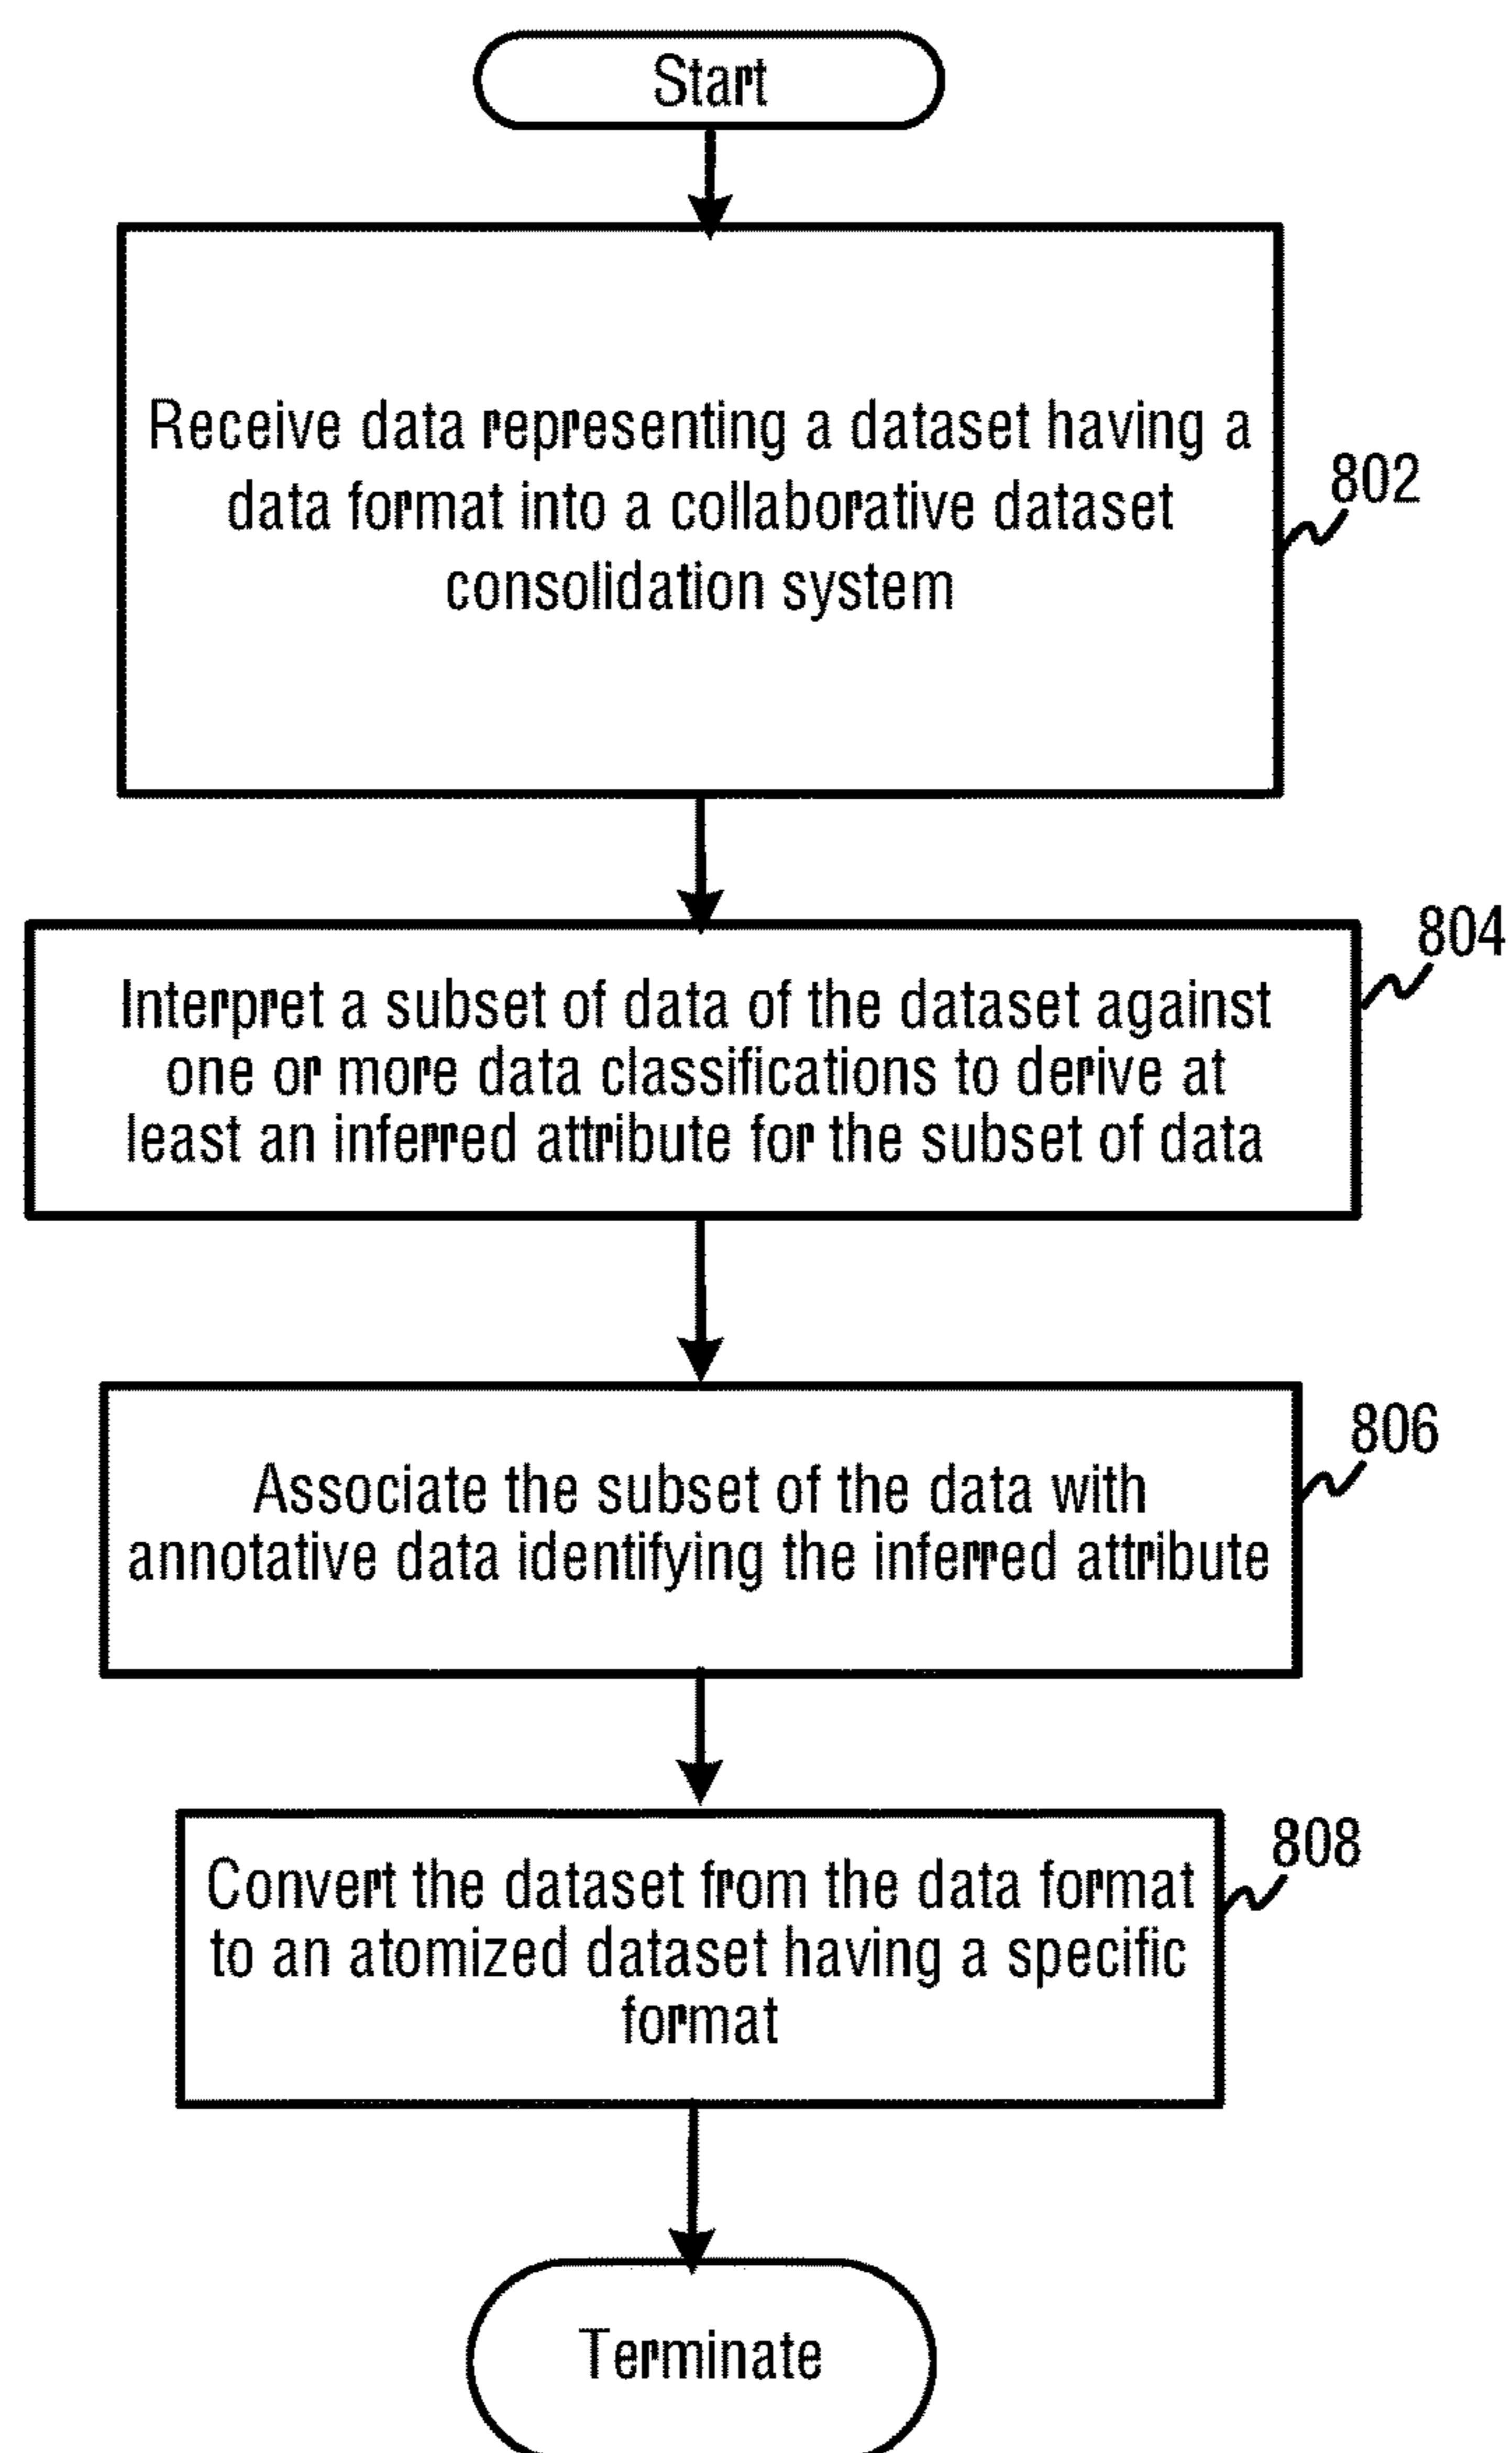 Start
Receive data representing a dataset having a
data format into a collaborative dataset
consolidation system
802
804
Interpret a subset of data of the dataset against
one or more data classifications to derive at
least an inferred attribute for the subset of data
806
Associate the subset of the data with
annotative data identifying the inferred attribute
808
Convert the dataset from the data format
to an atomized dataset having a specific
format
Terminate